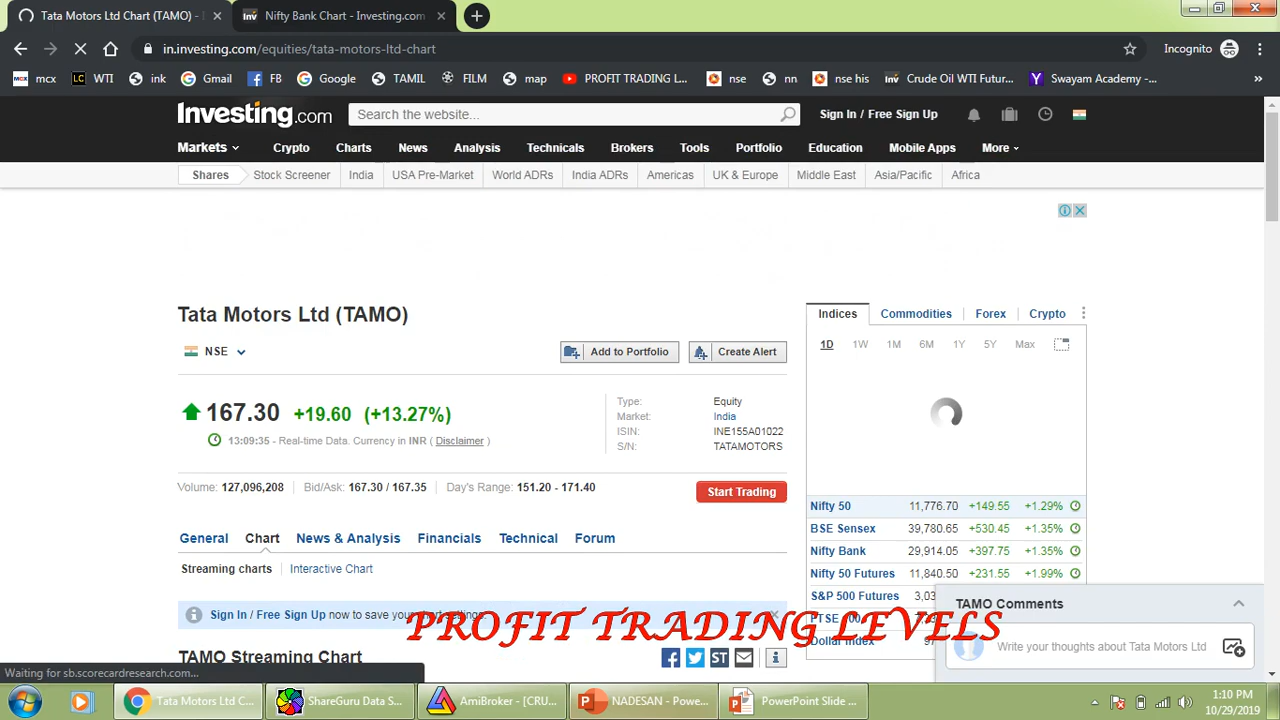 Tata Motors Ltd Chart (TAMO) -
Nifty Bank Chart - Investing.com
in.investing.com/equities/tata-motors-ltd-chart
Incognito
mcx
LC WTI
ink
Gmail
FB
Google
TAMIL
FILM
map
PROFIT TRADING L...
nse
nn
nse his
Inv Crude Oil WTI Futur...
Swayam Academy -...
»
Investing.com
Search the website...
Sign In / Free Sign Up
Markets
Crypto
Charts
News
Analysis
Technicals
Brokers
Tools
Portfolio
Education
Mobile Apps
More
Shares
Stock Screener
India
USA Pre-Market
World ADRs
India ADRs
Americas
UK & Europe
Middle East
Asia/Pacific
Africa
Tata Motors Ltd (TAMO)
NSE
Add to Portfolio
Create Alert
167.30 +19.60 (+13.27%)
13:09:35 - Real-time Data. Currency in INR ( Disclaimer )
Type: Equity
Market: India
ISIN: INE155A01022
S/N: TATAMOTORS
Volume: 127,096,208
Bid/Ask: 167.30 / 167.35
Day's Range: 151.20 - 171.40
Start Trading
General
Chart
News & Analysis
Financials
Technical
Forum
Streaming charts
Interactive Chart
Sign In / Free Sign Up now to save your chart settings
TAMO Streaming Chart
ST
Indices
Commodities
Forex
Crypto
1D 1W 1M 6M 1Y 5Y Max
Nifty 50 11,776.70 +149.55 +1.29%
BSE Sensex 39,780.65 +530.45 +1.35%
Nifty Bank 29,914.05 +397.75 +1.35%
Nifty 50 Futures 11,840.50 +231.55 +1.99%
S&P 500 Futures
Dollar Index
TAMO Comments
Write your thoughts about Tata Motors Ltd
PROFIT TRADING LEVELS
Waiting for sb.scorecardresearch.com...
Tata Motors Ltd C...
ShareGuru Data S...
AmiBroker - [CRU...
NADESAN - Powe...
PowerPoint Slide ...
1:10 PM
10/29/2019